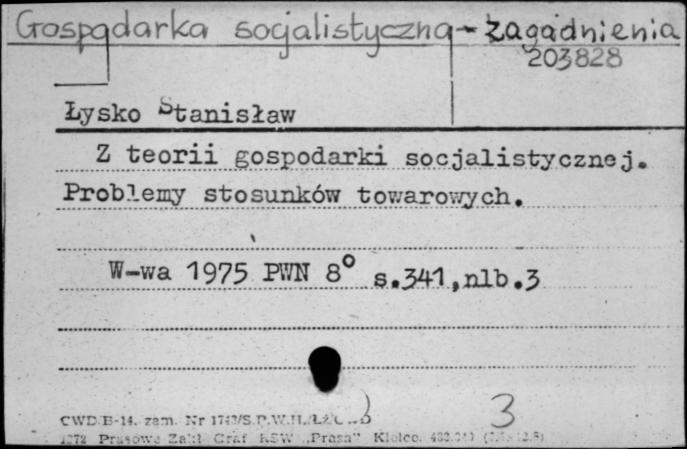 Gospodarka socjalistyczna - zagadnienia
203828
Łysko Stanisław
Z teorii gospodarki socjalistycznej.
Problemy stosunków towarowych.
W-wa 1975 PWN 8° s.341,nlb.3
3
CWD/B-14. zam. Nr
Prasowe Zakł Graf RSW „Prasa” Kielce.